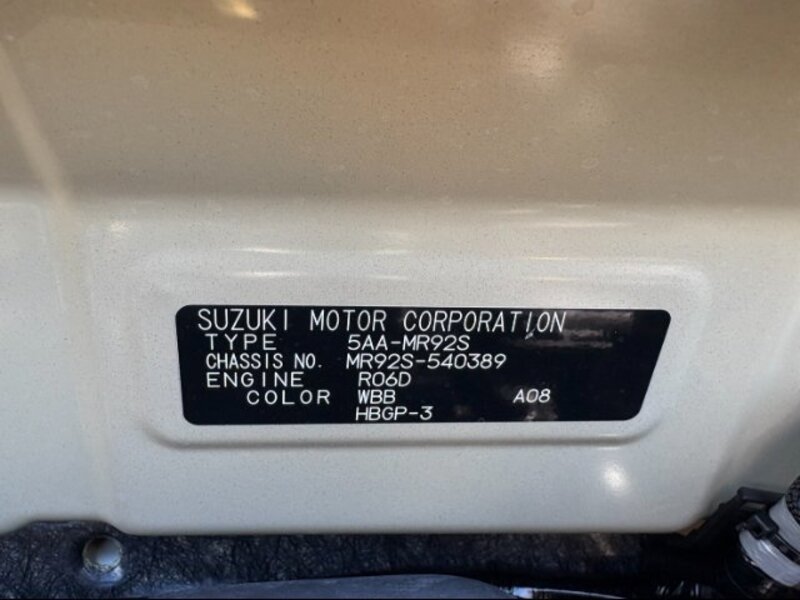 SUZUKI MOTOR CORPORATION
TYPE 5AA-MR92S
CHASSIS NO. MR92S-540389
ENGINE R06D
COLOR WBB A08
HBGP-3